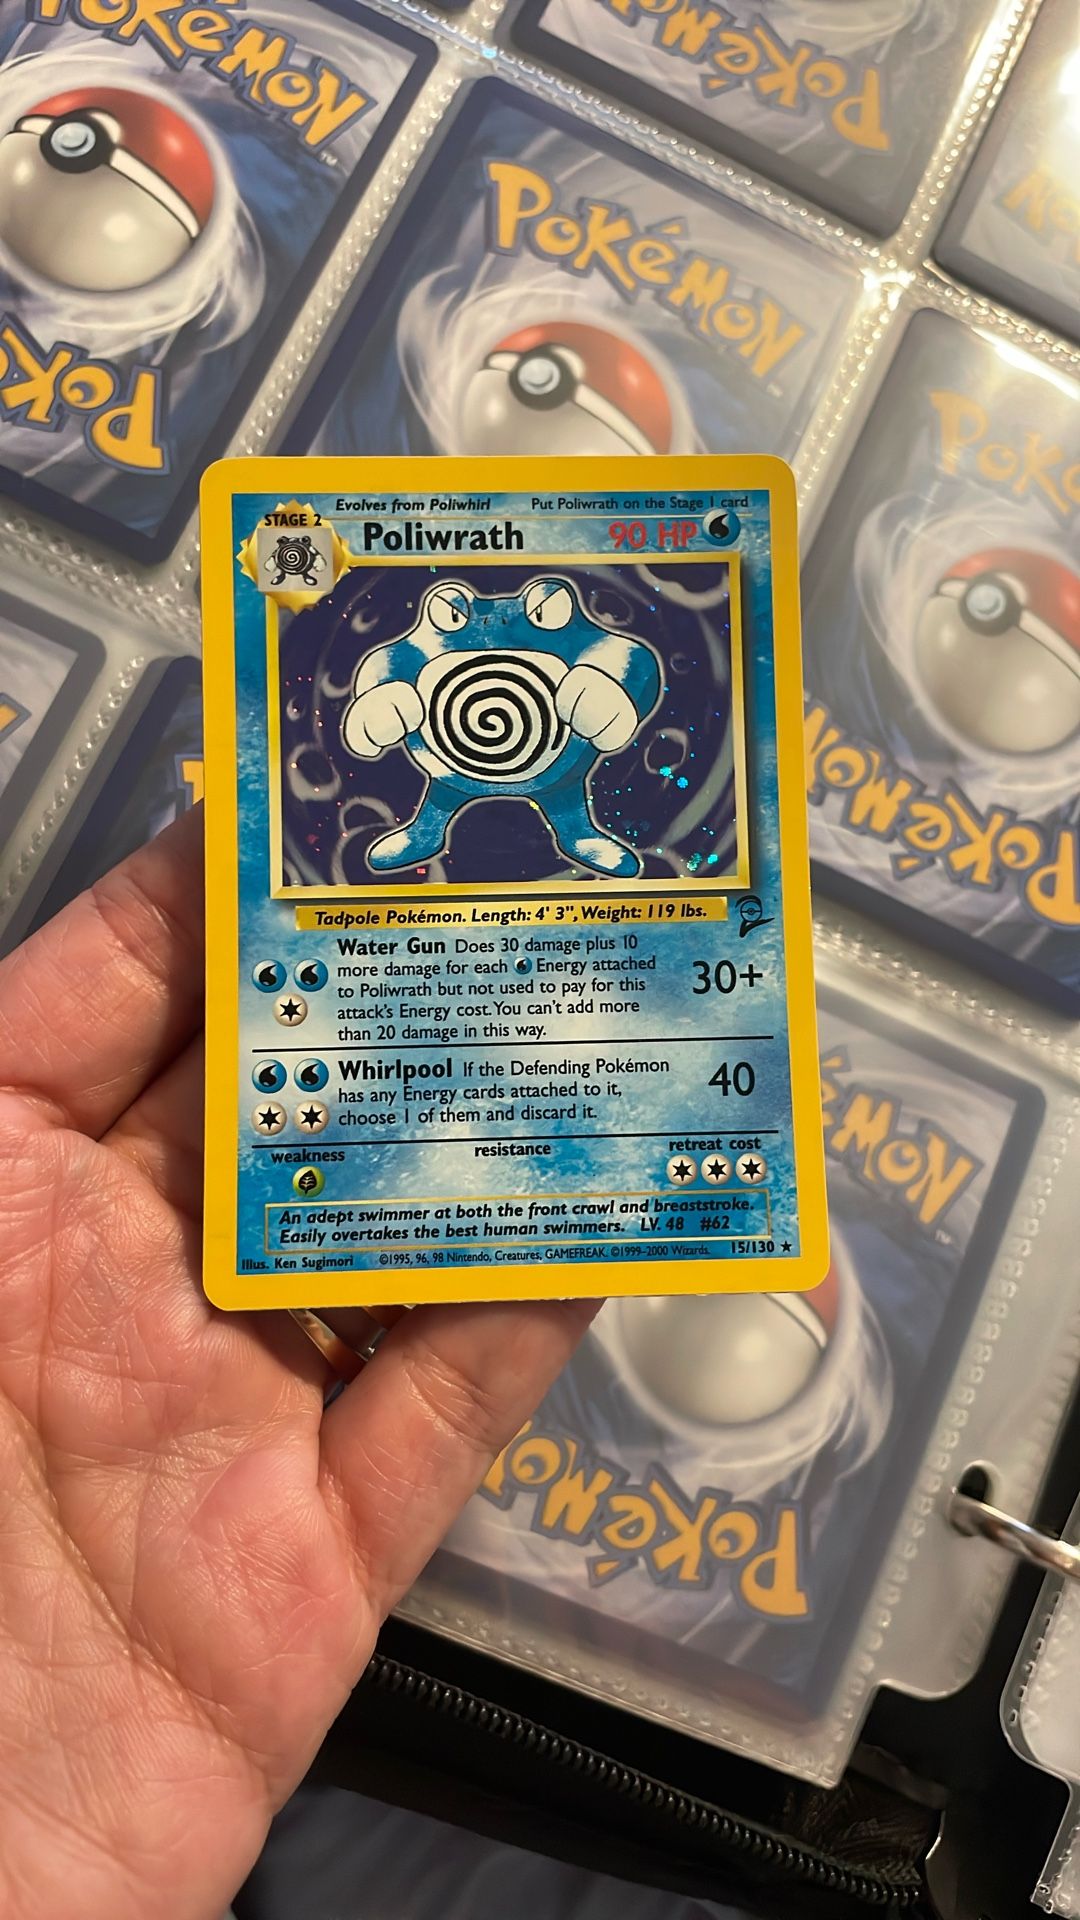 POKéMON
POKéMON
POKéMON
STAGE 2
Evolves from Poliwhirl
Put Poliwrath on the Stage 1 card
Poliwrath
90 HP
Tadpole Pokémon. Length: 4' 3", Weight: 119 lbs.
Water Gun Does 30 damage plus 10
more damage for each Energy attached
to Poliwrath but not used to pay for this
attack's Energy cost. You can't add more
than 20 damage in this way.
30+
Whirlpool If the Defending Pokémon
has any Energy cards attached to it,
choose 1 of them and discard it.
40
weakness
resistance
retreat cost
An adept swimmer at both the front crawl and breaststroke.
Easily overtakes the best human swimmers. LV. 48 #62
Illus. Ken Sugimori
©1995, 96, 98 Nintendo, Creatures, GAMEFREAK. ©1999-2000 Wizards.
15/130 ★
POKéMON
POKéMON